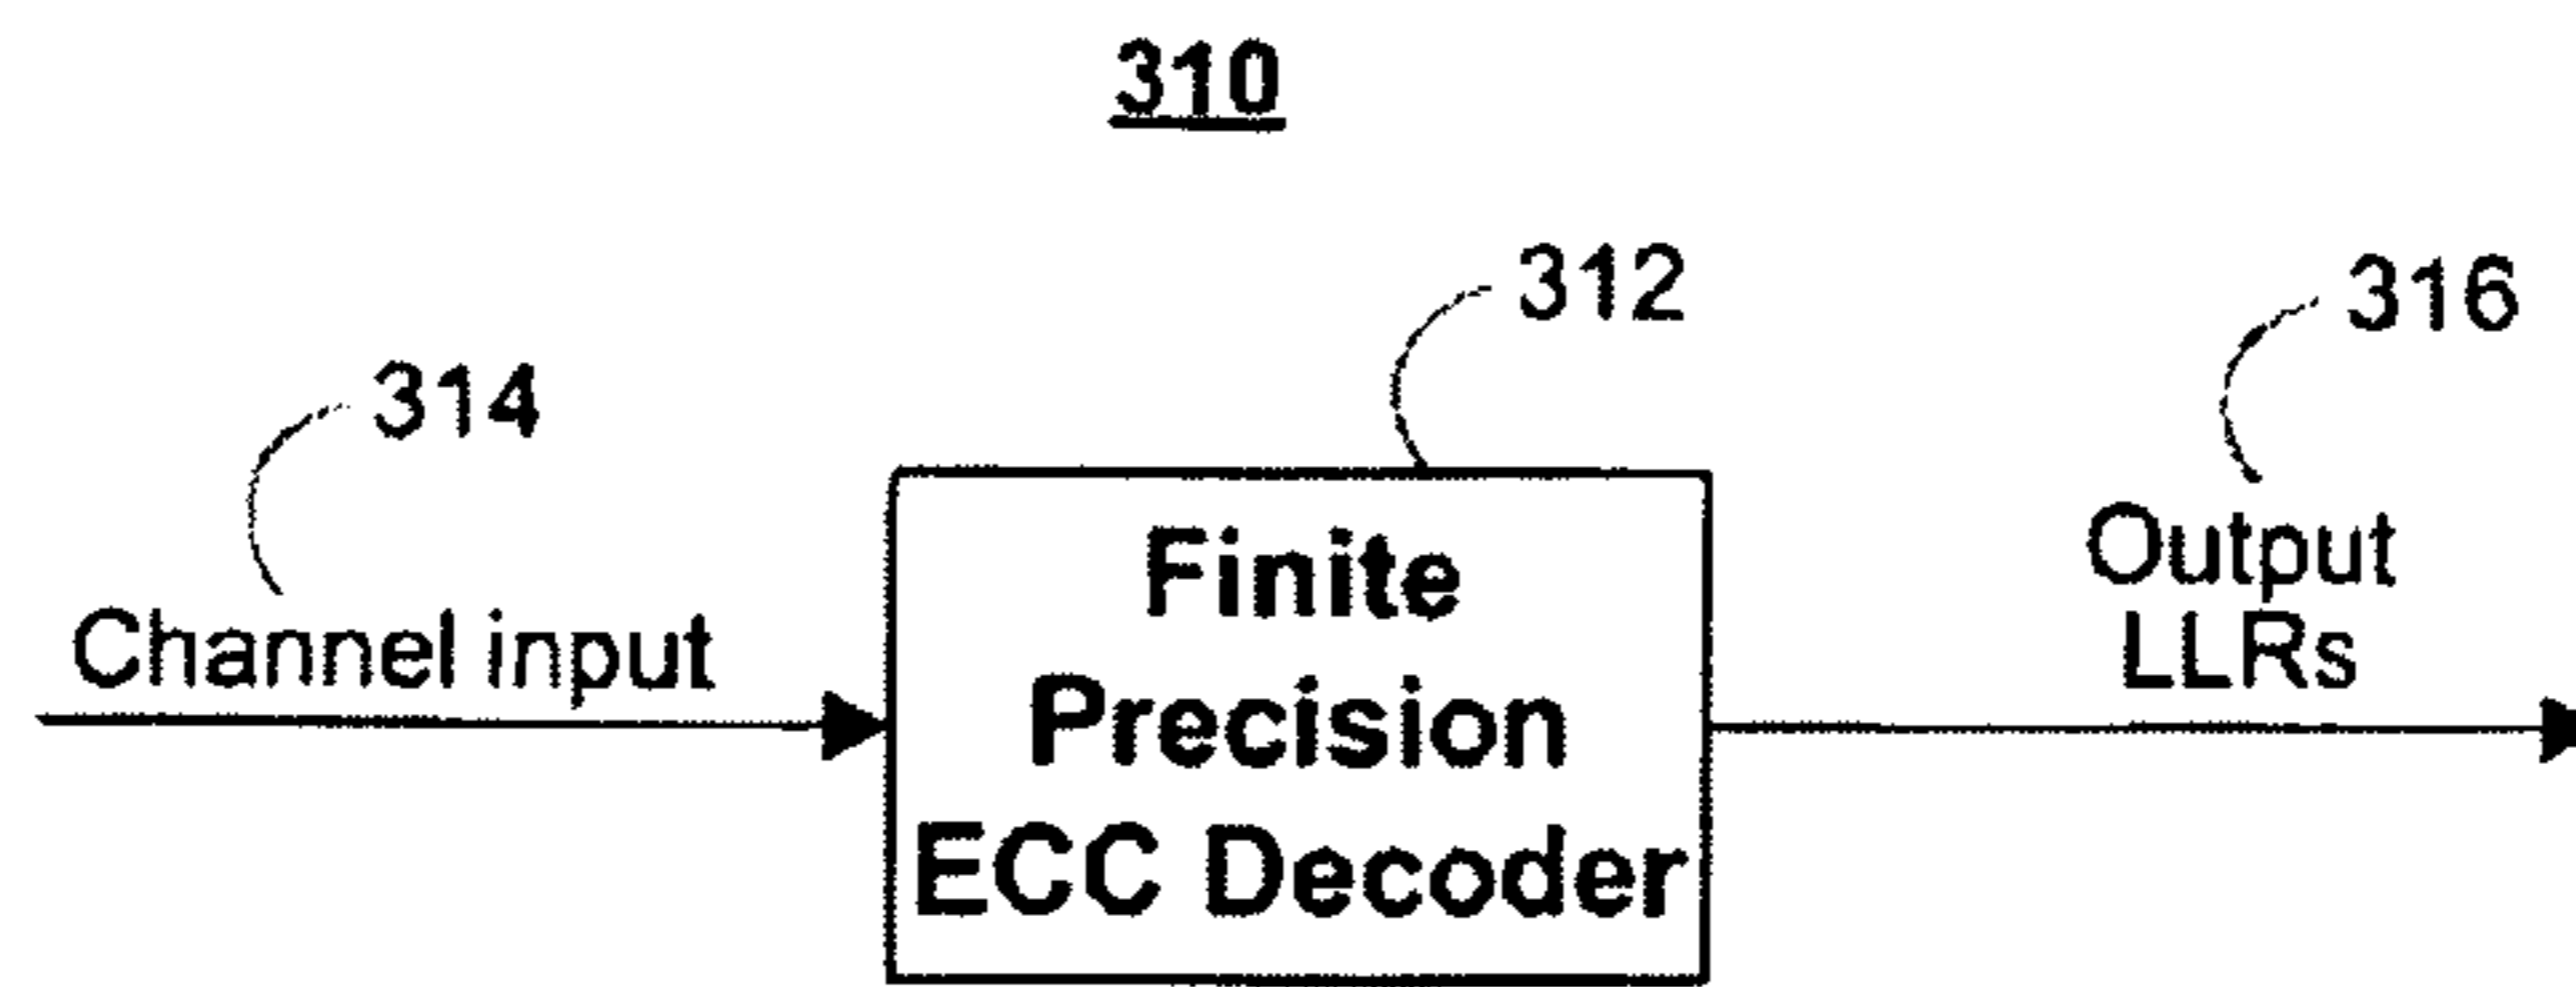 310
312
316
314
Channel input
Finite
Precision
ECC Decoder
Output
LLRs